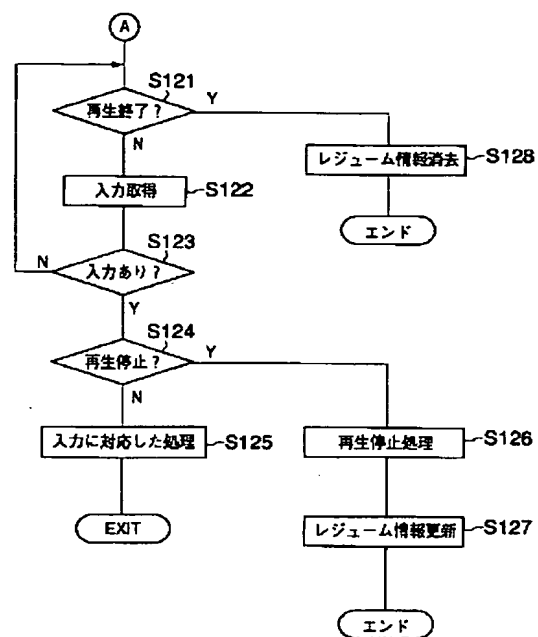 A
S121
再生終了？
Y
N
レジューム情報消去
S128
入力取得
S122
エンド
S123
N
入力あり？
Y
S124
再生停止？
Y
N
入力に対応した処理
S125
再生停止処理
S126
EXIT
レジューム情報更新
S127
エンド